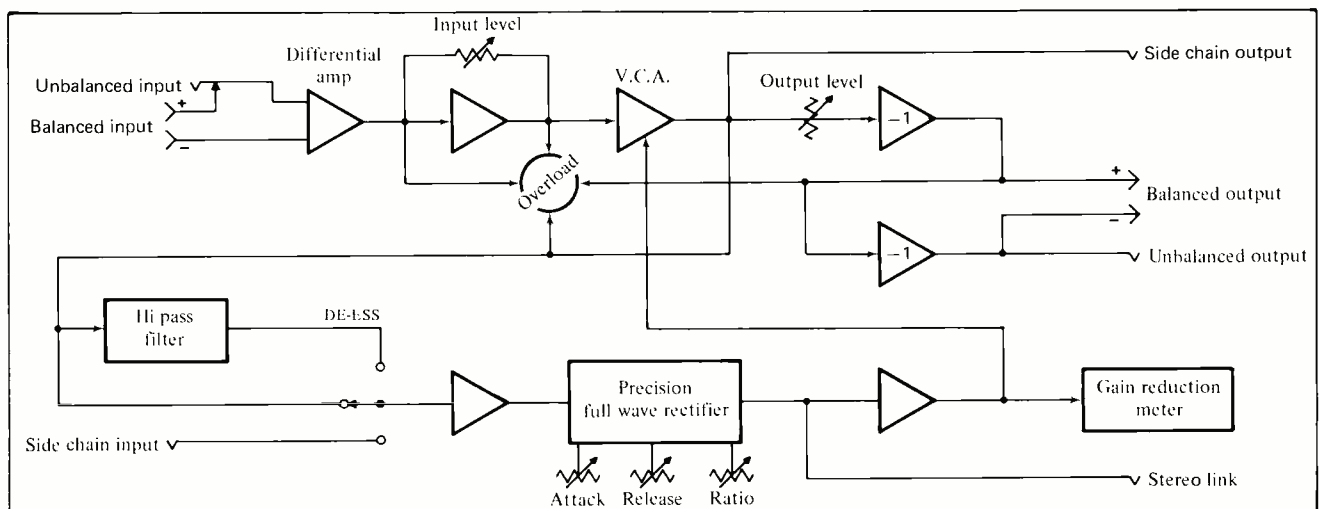 Input level
Differential
amp
Unbalanced input
+
Balanced input
−
V.C.A.
Side chain output
Output level
−1
Overload
+
Balanced output
−
−1
Unbalanced output
Hi pass
filter
DE-ESS
Precision
full wave rectifier
Gain reduction
meter
Side chain input
Attack
Release
Ratio
Stereo link